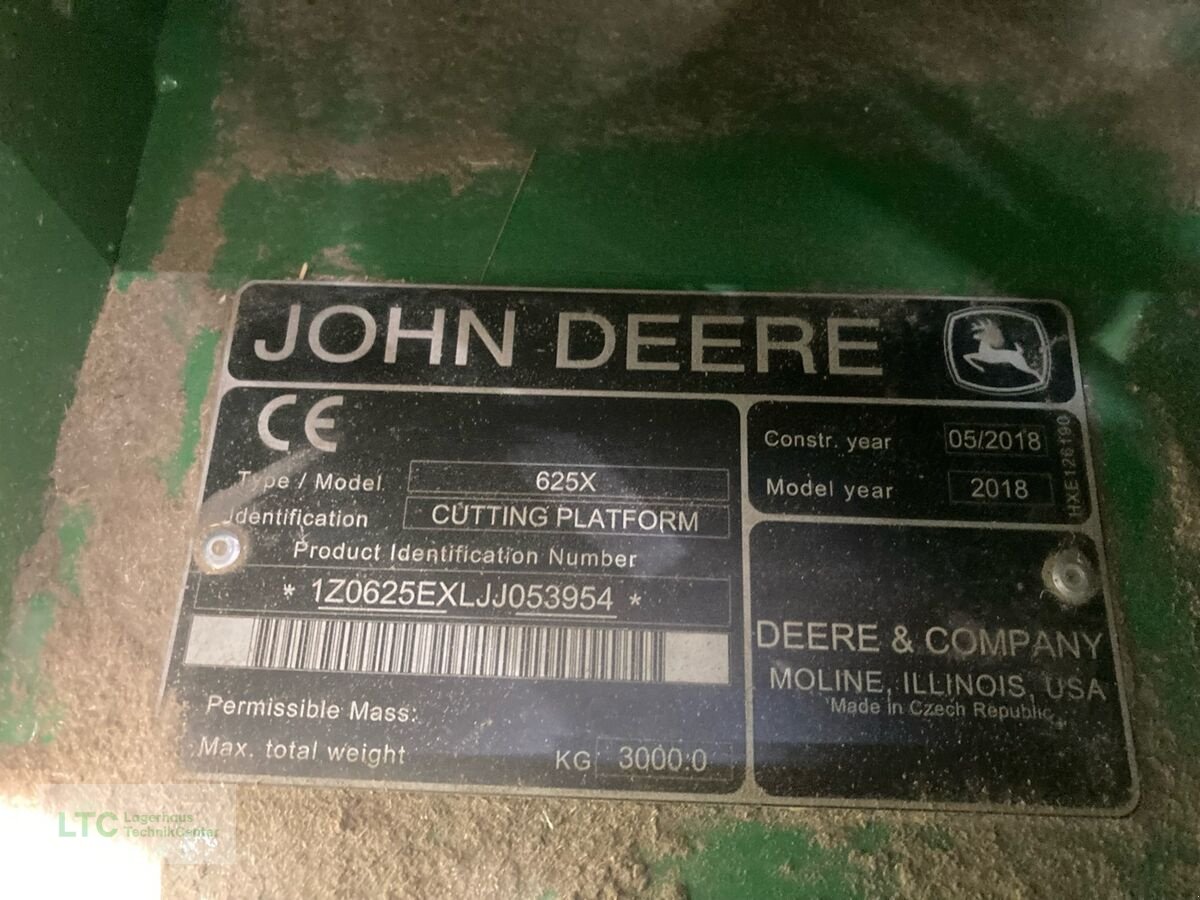 JOHN DEERE
CE
Type / Model 625X
Identification CUTTING PLATFORM
Product Identification Number
* 1Z0625EXLJJ053954 *
Permissible Mass:
Max. total weight KG 3000.0
Constr. year 05/2018
Model year 2018
HXE126190
DEERE & COMPANY
MOLINE, ILLINOIS, USA
Made in Czech Republic
LTC Lagerhaus
TechnikCenter